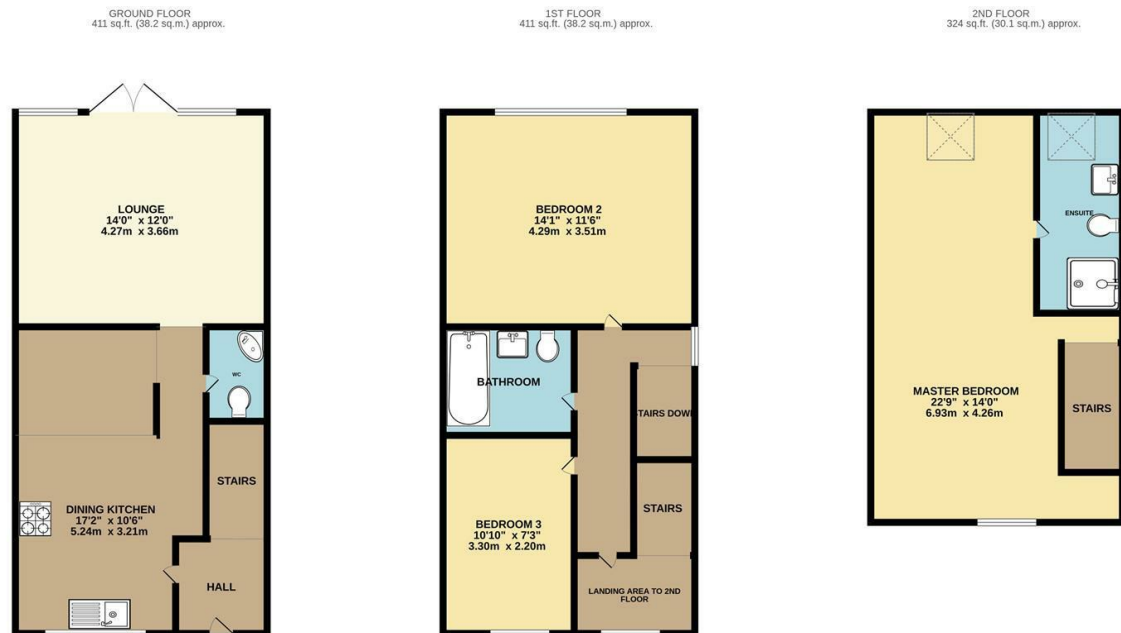 GROUND FLOOR
411 sq.ft. (38.2 sq.m.) approx.
LOUNGE
14'0" x 12'0"
4.27m x 3.66m
WC
STAIRS
DINING KITCHEN
17'2" x 10'6"
5.24m x 3.21m
HALL
1ST FLOOR
411 sq.ft. (38.2 sq.m.) approx.
BEDROOM 2
14'1" x 11'6"
4.29m x 3.51m
BATHROOM
STAIRS DOWN
STAIRS
BEDROOM 3
10'10" x 7'3"
3.30m x 2.20m
LANDING AREA TO 2ND
FLOOR
2ND FLOOR
324 sq.ft. (30.1 sq.m.) approx.
ENSUITE
MASTER BEDROOM
22'9" x 14'0"
6.93m x 4.26m
STAIRS